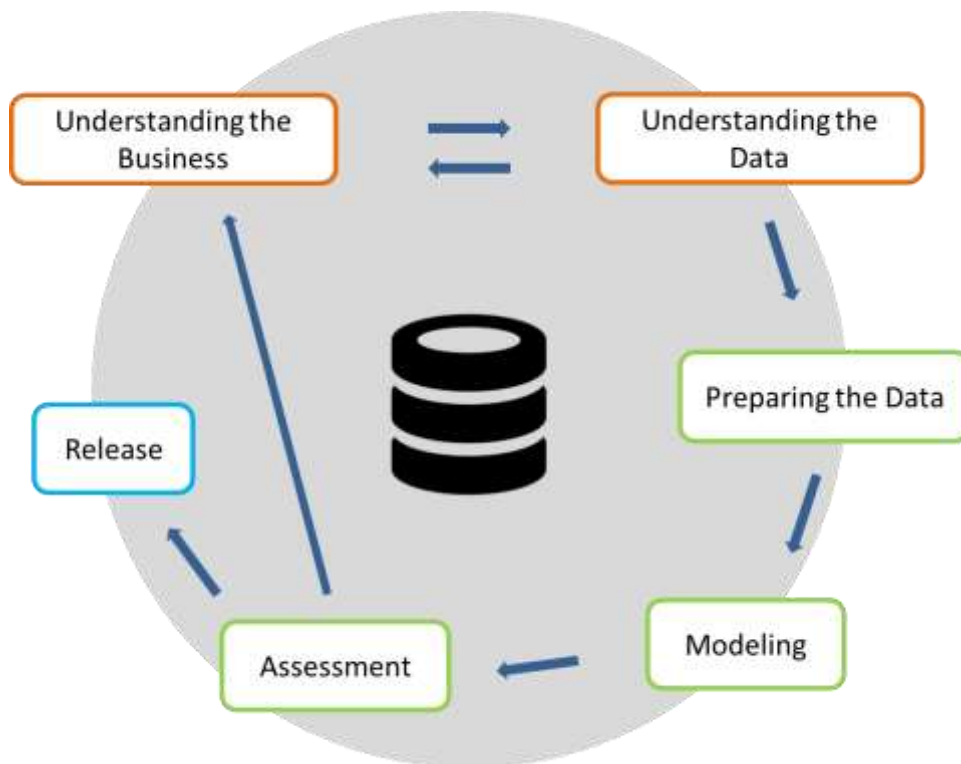 Understanding the
Business
Understanding the
Data
Preparing the Data
Release
Modeling
Assessment